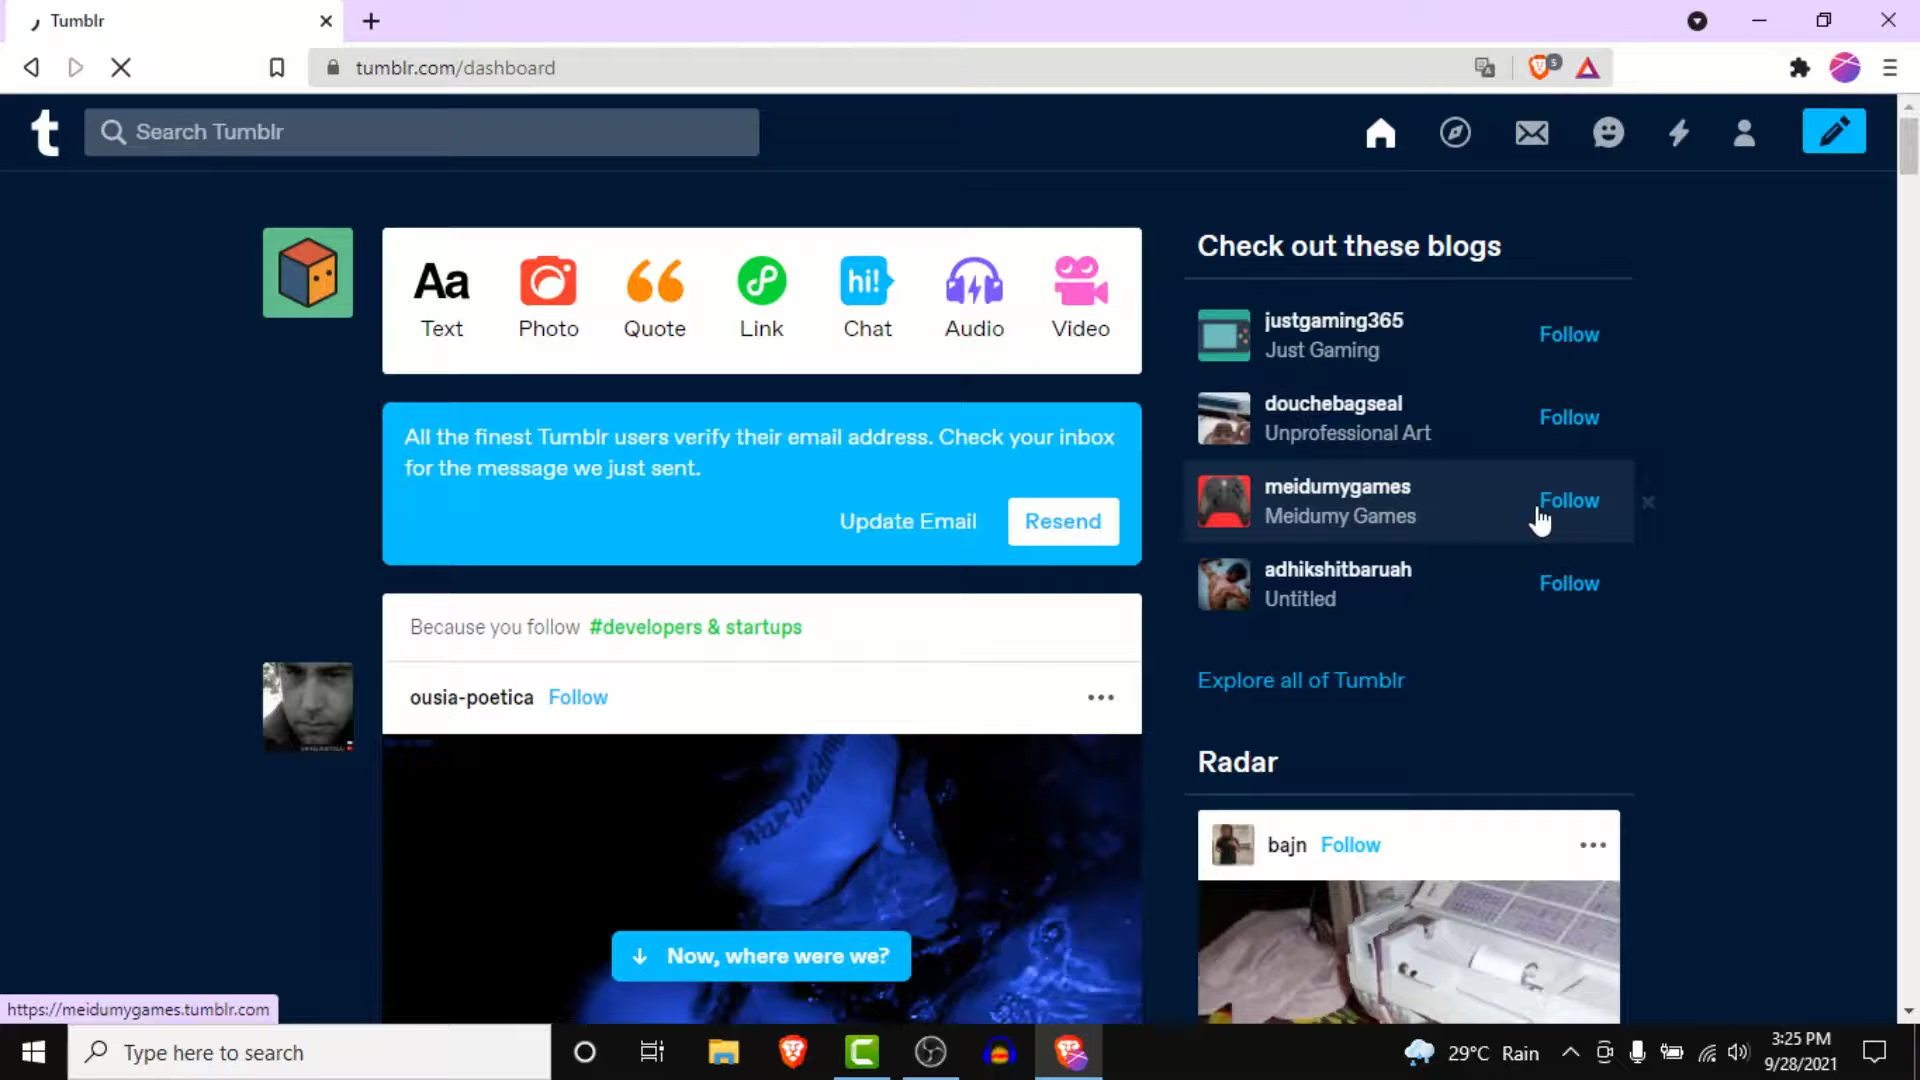 Tumblr
tumblr.com/dashboard
5
t
Search Tumblr
Aa
hi!
Text
Photo
Quote
Link
Chat
Audio
Video
All the finest Tumblr users verify their email address. Check your inbox
for the message we just sent.
Update Email
Resend
Because you follow #developers & startups
ousia-poetica Follow
Now, where were we?
Check out these blogs
justgaming365
Just Gaming
Follow
douchebagseal
Unprofessional Art
Follow
meidumygames
Meidumy Games
Follow
adhikshitbaruah
Untitled
Follow
Explore all of Tumblr
Radar
bajn Follow
https://meidumygames.tumblr.com
Type here to search
29°C Rain
3:25 PM
9/28/2021